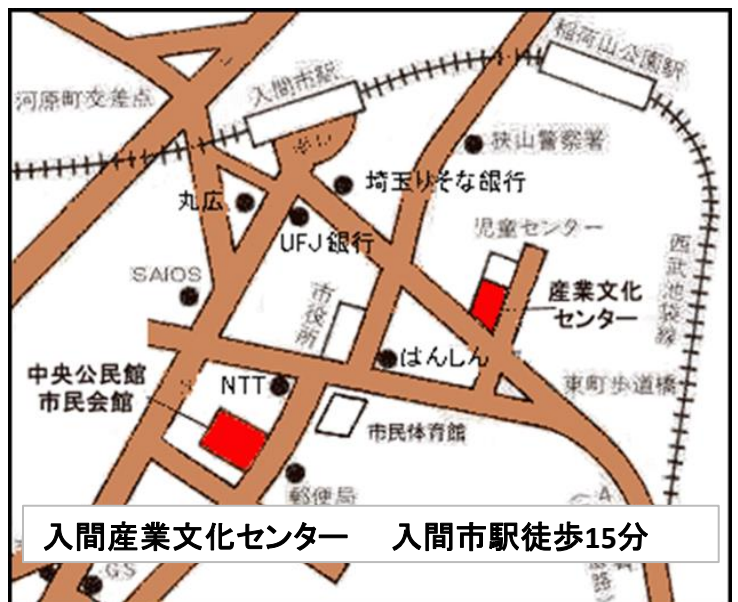 稲荷山公園駅
入間市駅
河原町交差点
狭山警察署
埼玉りそな銀行
丸広
UFJ銀行
児童センター
西武池袋線
SAIOS
市役所
産業文化
センター
はんしん
中央公民館
市民会館
NTT
東町歩道橋
市民体育館
郵便局
入間産業文化センター 入間市駅徒歩15分
G.S